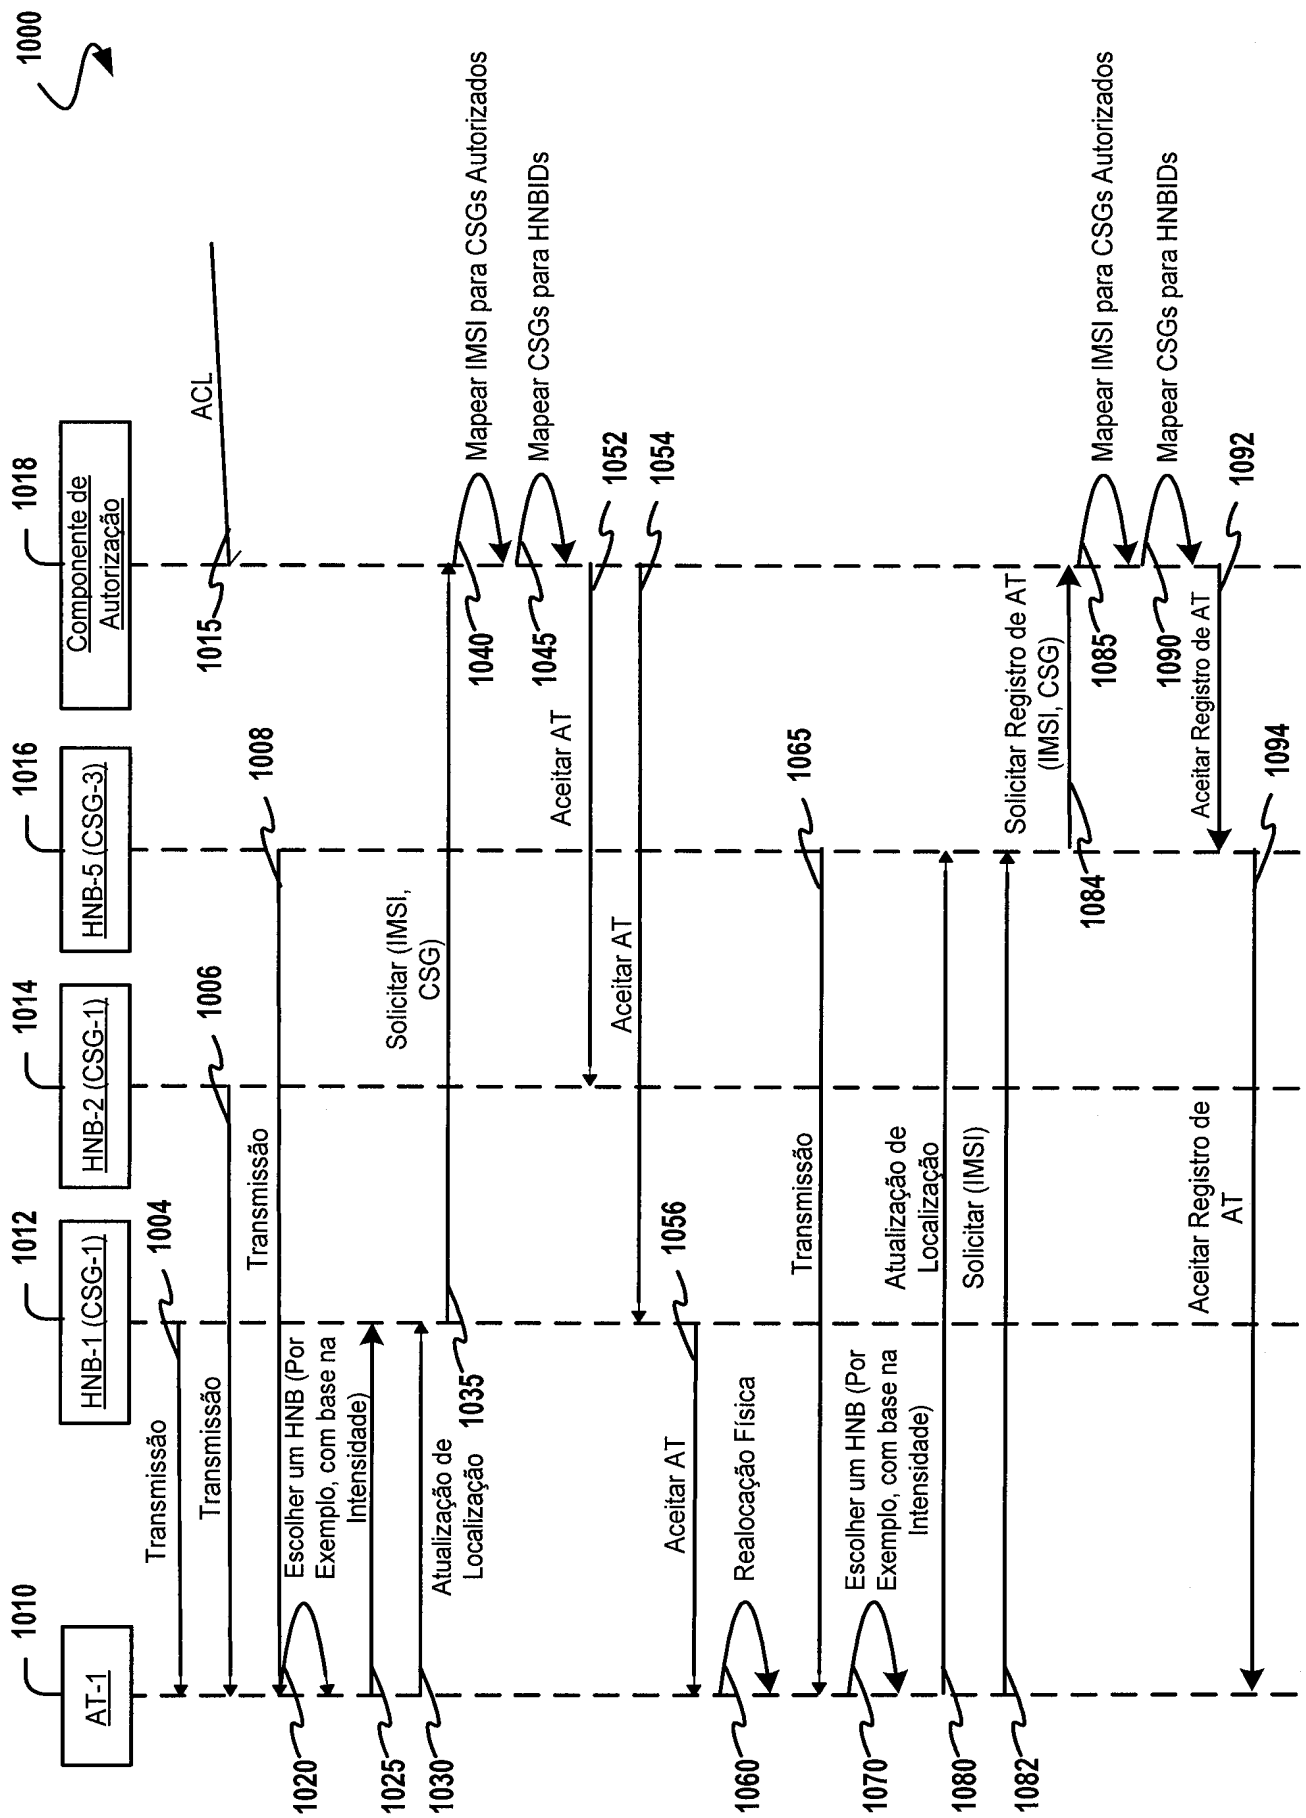 1000
1010
AT-1
1012
HNB-1 (CSG-1)
1014
HNB-2 (CSG-1)
1016
HNB-5 (CSG-3)
1018
Componente de
Autorização
Transmissão
1004
Transmissão
1006
1015
ACL
Transmissão
1008
1020
Escolher um HNB (Por
Exemplo, com base na
Intensidade)
1025
1030
Atualização de
Localização
1035
Solicitar (IMSI,
CSG)
1040
Mapear IMSI para CSGs Autorizados
1045
Mapear CSGs para HNBIDs
Aceitar AT
1052
Aceitar AT
1054
Aceitar AT
1056
1060
Realocação Física
Transmissão
1065
1070
Escolher um HNB (Por
Exemplo, com base na
Intensidade)
1080
Atualização de
Localização
1082
Solicitar (IMSI)
Solicitar Registro de AT
(IMSI, CSG)
1084
1085
Mapear IMSI para CSGs Autorizados
1090
Mapear CSGs para HNBIDs
Aceitar Registro de AT
1092
Aceitar Registro de
AT
1094